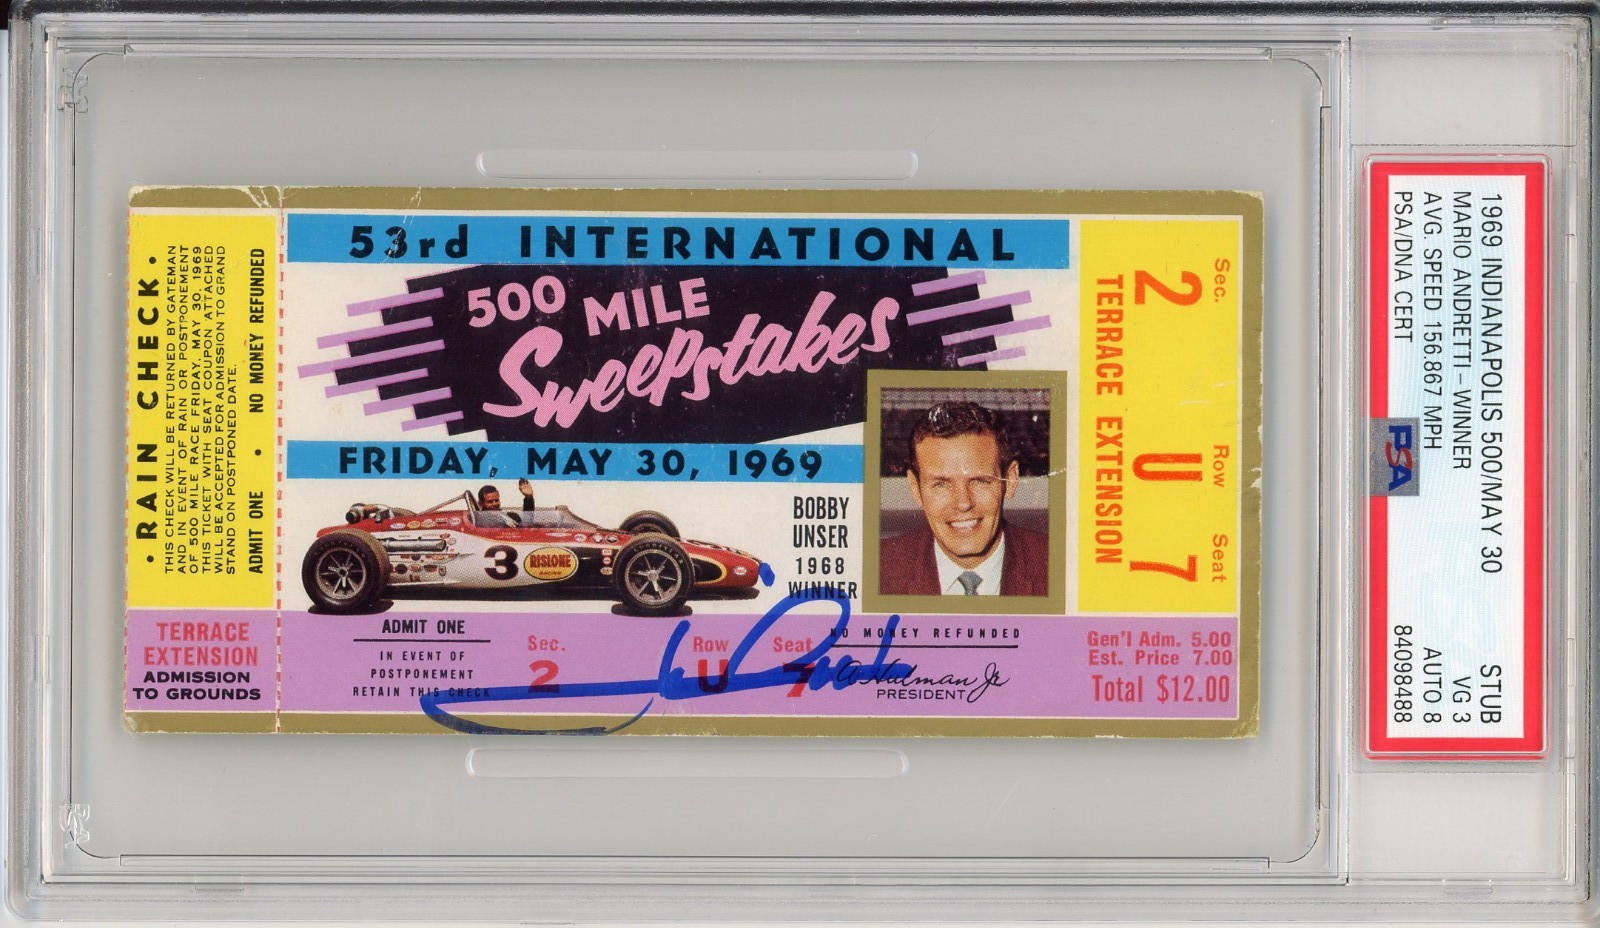 • RAIN CHECK •
THIS CHECK WILL BE RETURNED BY GATEMAN
AND IN EVENT OF RAIN OR POSTPONEMENT
OF 500 MILE RACE FRIDAY, MAY 30, 1969
THIS TICKET WITH SEAT COUPON ATTACHED
WILL BE ACCEPTED FOR ADMISSION TO GRAND
STAND ON POSTPONED DATE.
ADMIT ONE • NO MONEY REFUNDED
TERRACE
EXTENSION
ADMISSION
TO GROUNDS
53rd INTERNATIONAL
500 MILE
Sweepstakes
FRIDAY, MAY 30, 1969
3
RISLONE
BOBBY
UNSER
1968
WINNER
ADMIT ONE
IN EVENT OF
POSTPONEMENT
RETAIN THIS CHECK
Sec.
2
Row
U
Seat
7
NO MONEY REFUNDED
A Hulman Jr
PRESIDENT
Sec. Row Seat
2 U 7
TERRACE EXTENSION
Gen'l Adm. 5.00
Est. Price 7.00
Total $12.00
1969 INDIANAPOLIS 500/MAY 30 STUB
MARIO ANDRETTI - WINNER VG 3
AVG. SPEED 156.867 MPH AUTO 8
PSA/DNA CERT 84098488
PSA